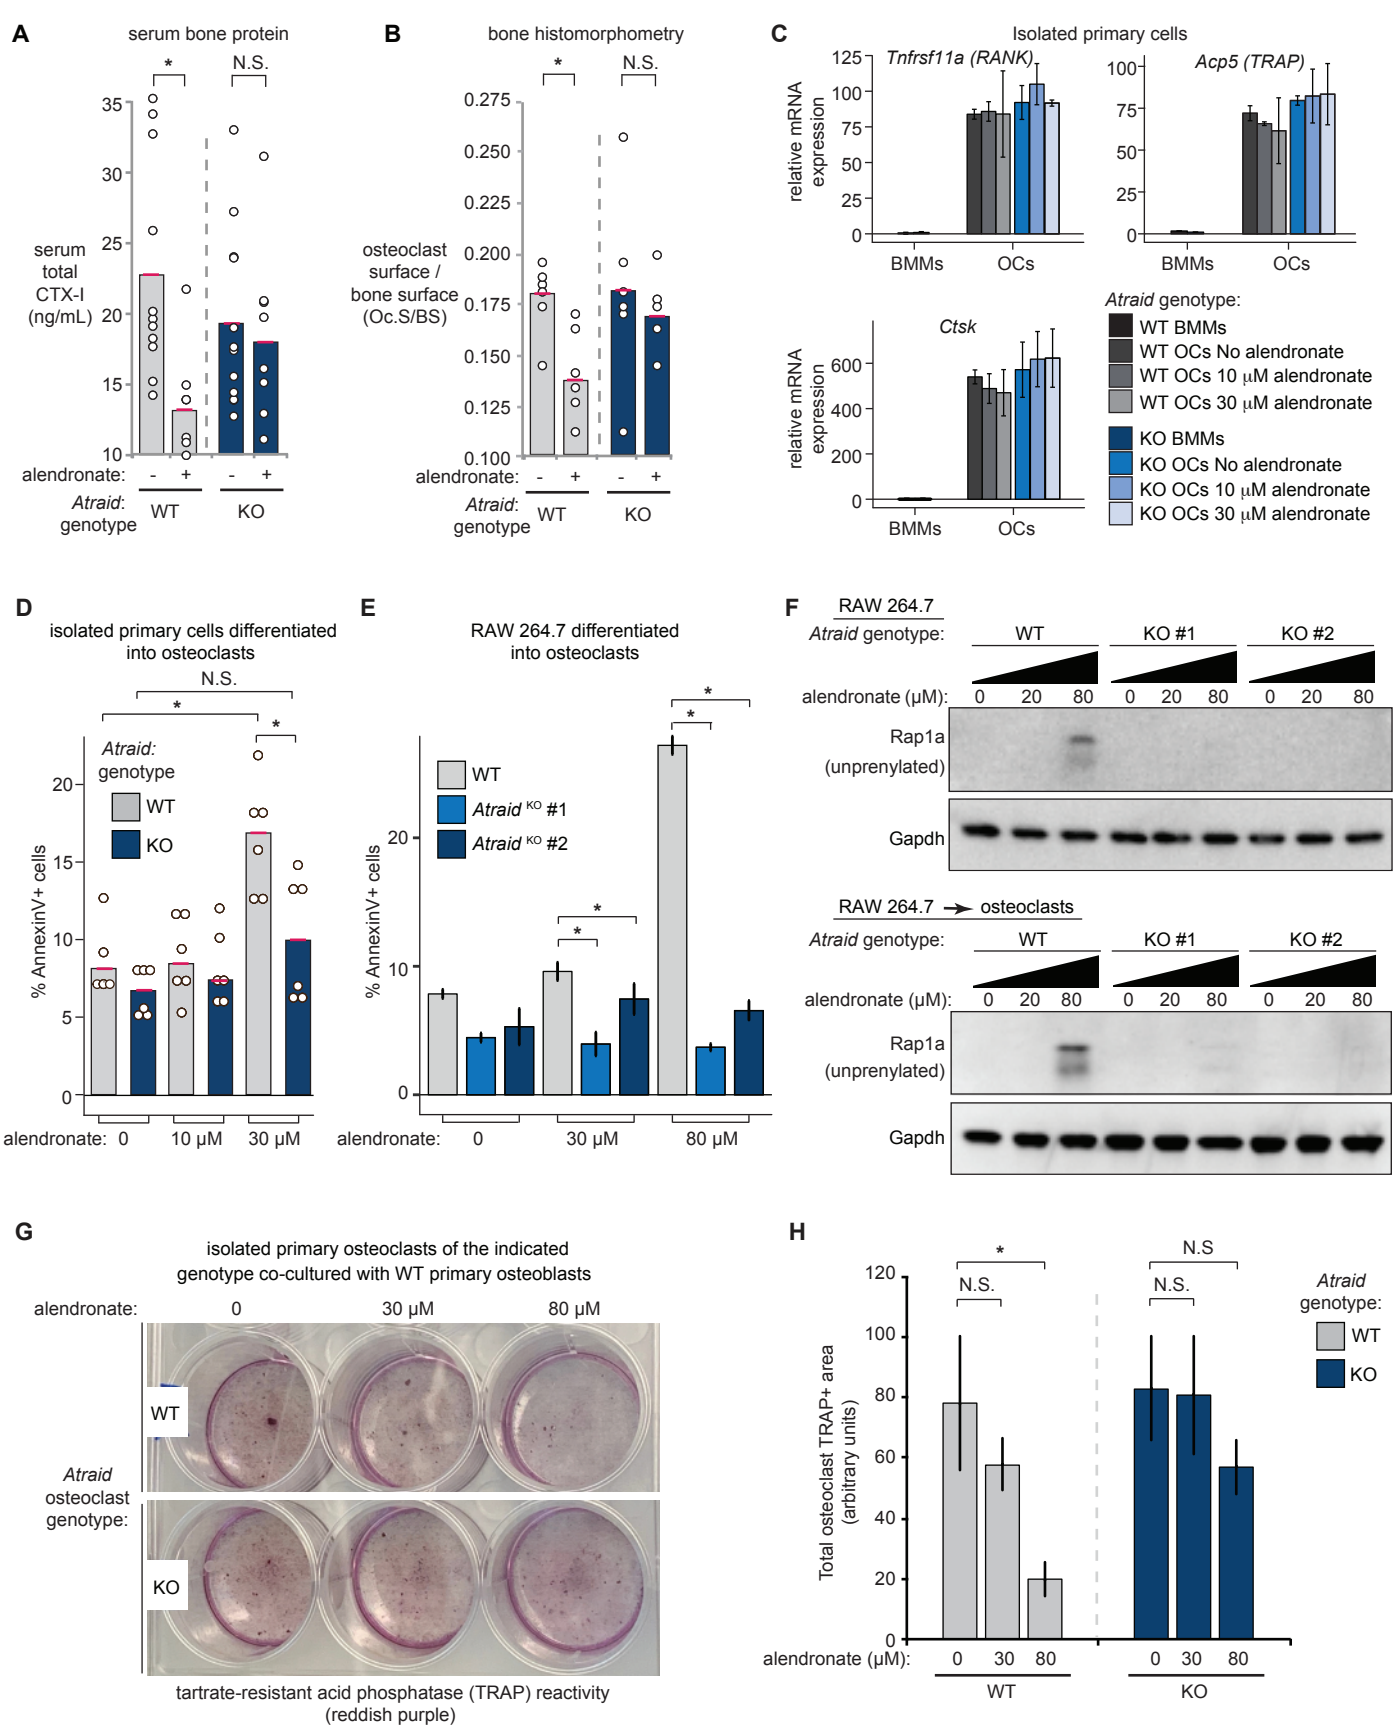 A
serum bone protein
*
N.S.
35
30
25
20
15
10
serum
total
CTX-I
(ng/mL)
alendronate:
-
+
-
+
Atraid:
genotype
WT
KO
B
bone histomorphometry
*
N.S.
0.275
0.250
0.225
0.200
0.175
0.150
0.125
0.100
osteoclast
surface /
bone surface
(Oc.S/BS)
alendronate:
-
+
-
+
Atraid:
genotype
WT
KO
C
Isolated primary cells
Tnfrsf11a (RANK)
relative mRNA
expression
125
100
75
50
25
0
BMMs
OCs
Acp5 (TRAP)
100
75
50
25
0
BMMs
OCs
Ctsk
relative mRNA
expression
600
400
200
0
BMMs
OCs
Atraid genotype:
WT BMMs
WT OCs No alendronate
WT OCs 10 μM alendronate
WT OCs 30 μM alendronate
KO BMMs
KO OCs No alendronate
KO OCs 10 μM alendronate
KO OCs 30 μM alendronate
D
isolated primary cells differentiated
into osteoclasts
N.S.
*
*
Atraid:
genotype
WT
KO
% AnnexinV+ cells
20
15
10
5
0
alendronate:
0
10 μM
30 μM
E
RAW 264.7 differentiated
into osteoclasts
*
*
*
*
WT
Atraid KO #1
Atraid KO #2
% AnnexinV+ cells
20
10
0
alendronate:
0
30 μM
80 μM
F
RAW 264.7
Atraid genotype:
WT
KO #1
KO #2
alendronate (μM):
0
20
80
0
20
80
0
20
80
Rap1a
(unprenylated)
Gapdh
RAW 264.7 → osteoclasts
Atraid genotype:
WT
KO #1
KO #2
alendronate (μM):
0
20
80
0
20
80
0
20
80
Rap1a
(unprenylated)
Gapdh
G
isolated primary osteoclasts of the indicated
genotype co-cultured with WT primary osteoblasts
alendronate:
0
30 μM
80 μM
WT
KO
Atraid
osteoclast
genotype:
tartrate-resistant acid phosphatase (TRAP) reactivity
(reddish purple)
H
*
N.S.
N.S
N.S.
Atraid
genotype:
WT
KO
Total osteoclast TRAP+ area
(arbitrary units)
120
100
80
60
40
20
0
alendronate (μM):
0
30
80
0
30
80
WT
KO